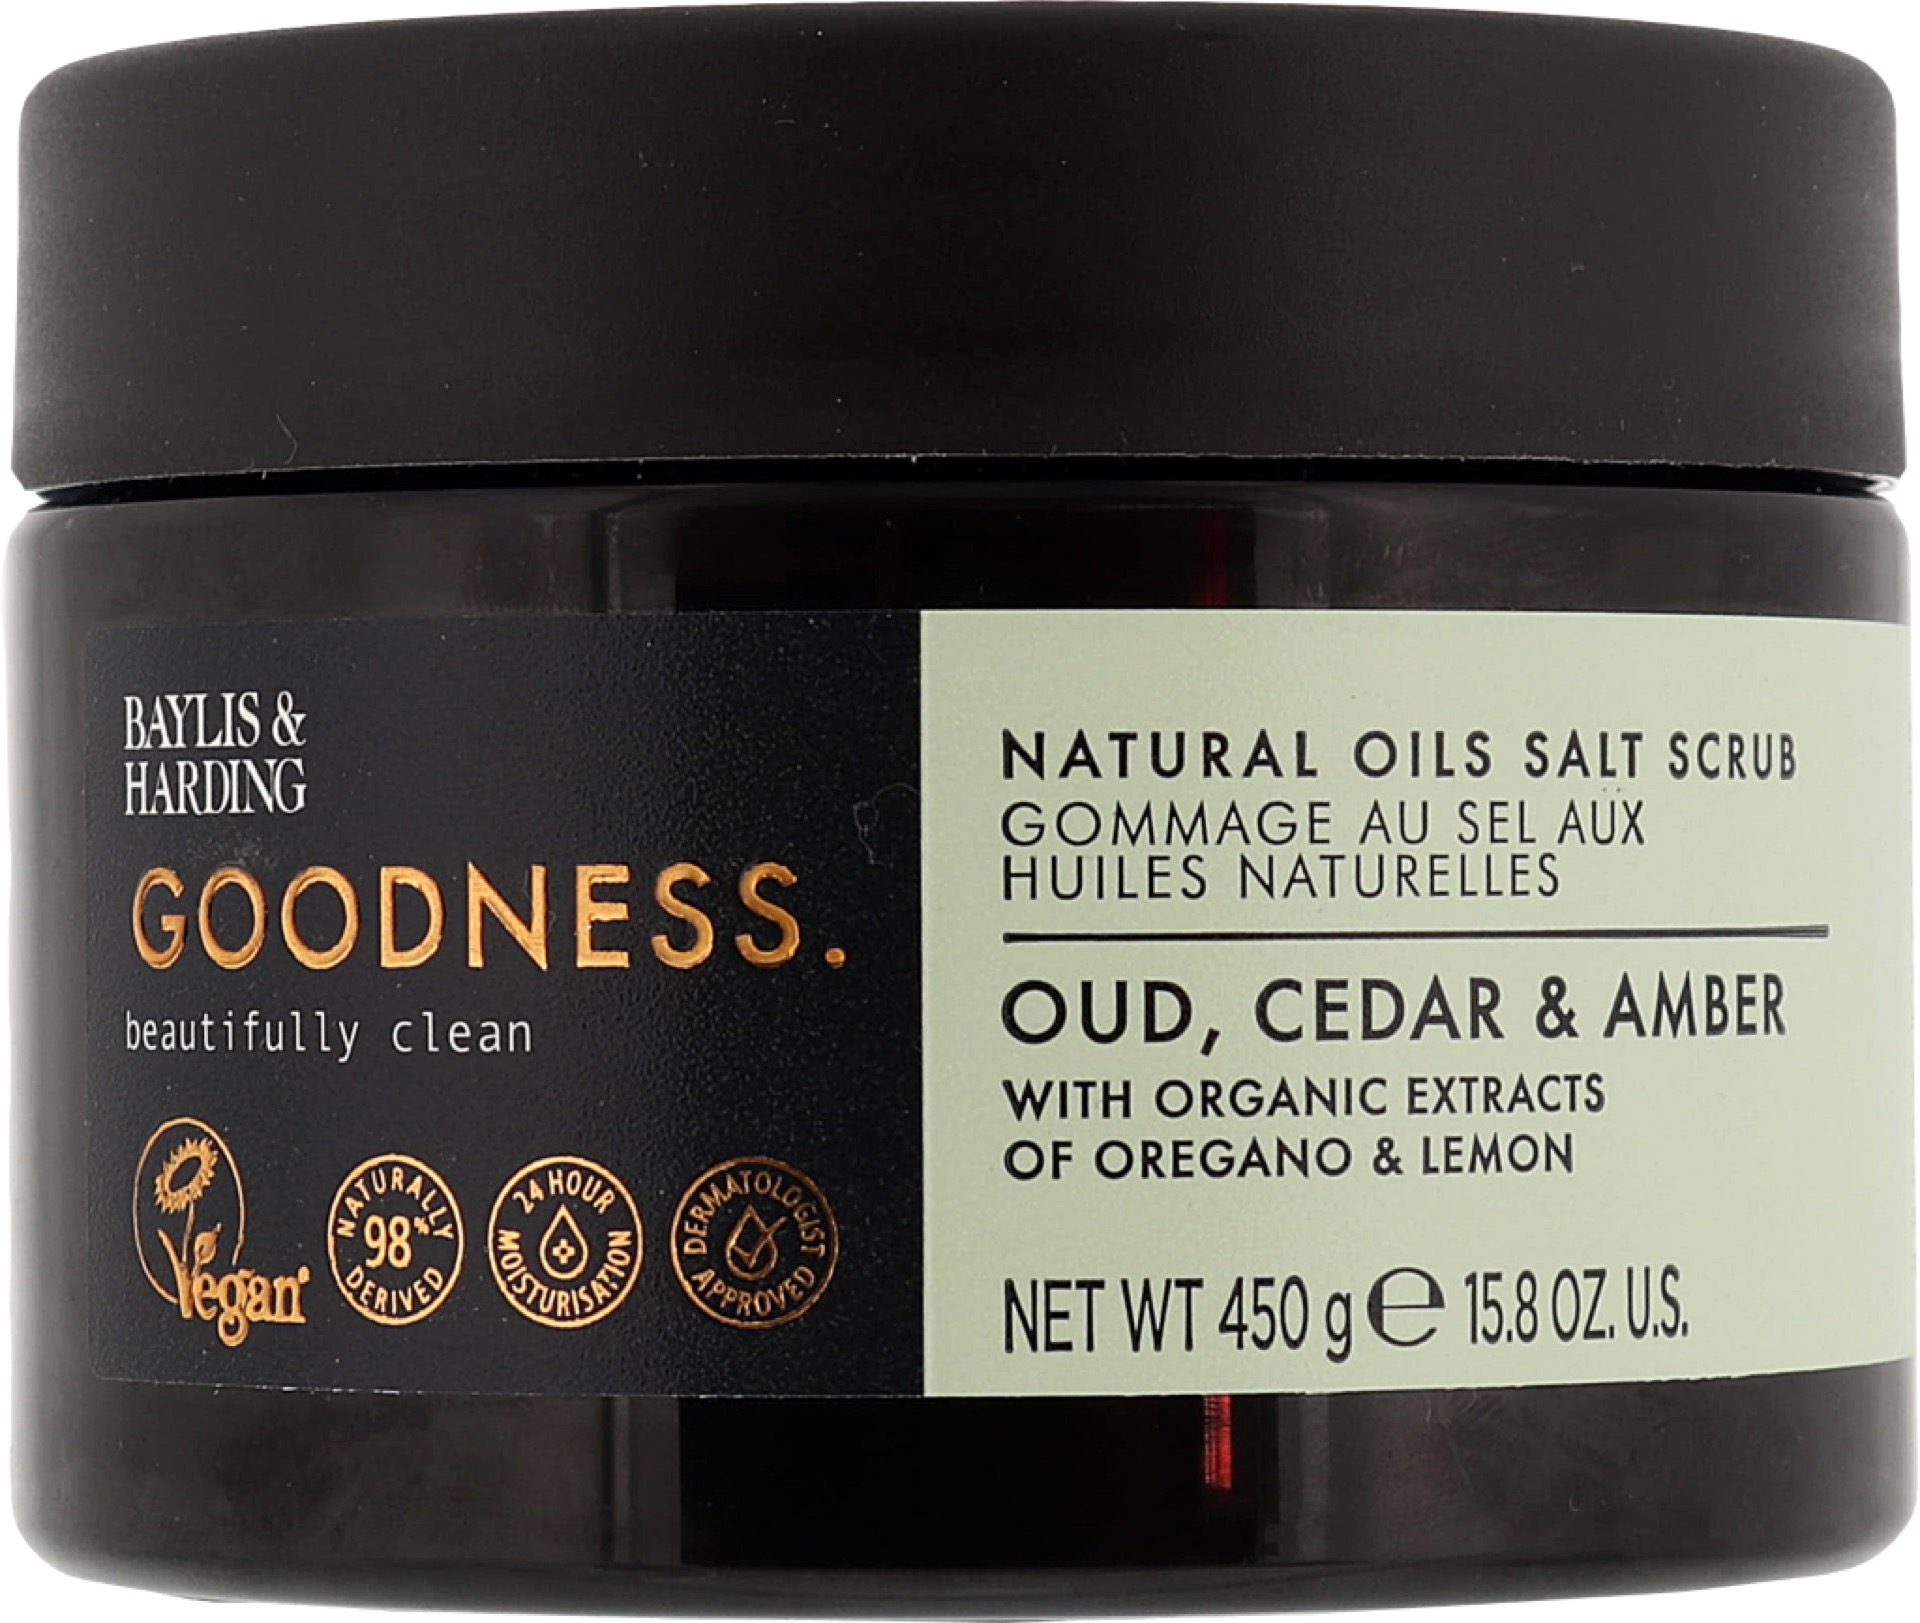 BAYLIS &
HARDING
GOODNESS.
beautifully clean
Vegan
NATURALLY
98%
DERIVED
24 HOUR
MOISTURISATION
DERMATOLOGIST
APPROVED
NATURAL OILS SALT SCRUB
GOMMAGE AU SEL AUX
HUILES NATURELLES
OUD, CEDAR & AMBER
WITH ORGANIC EXTRACTS
OF OREGANO & LEMON
NET WT 450 g ℮ 15.8 OZ. U.S.